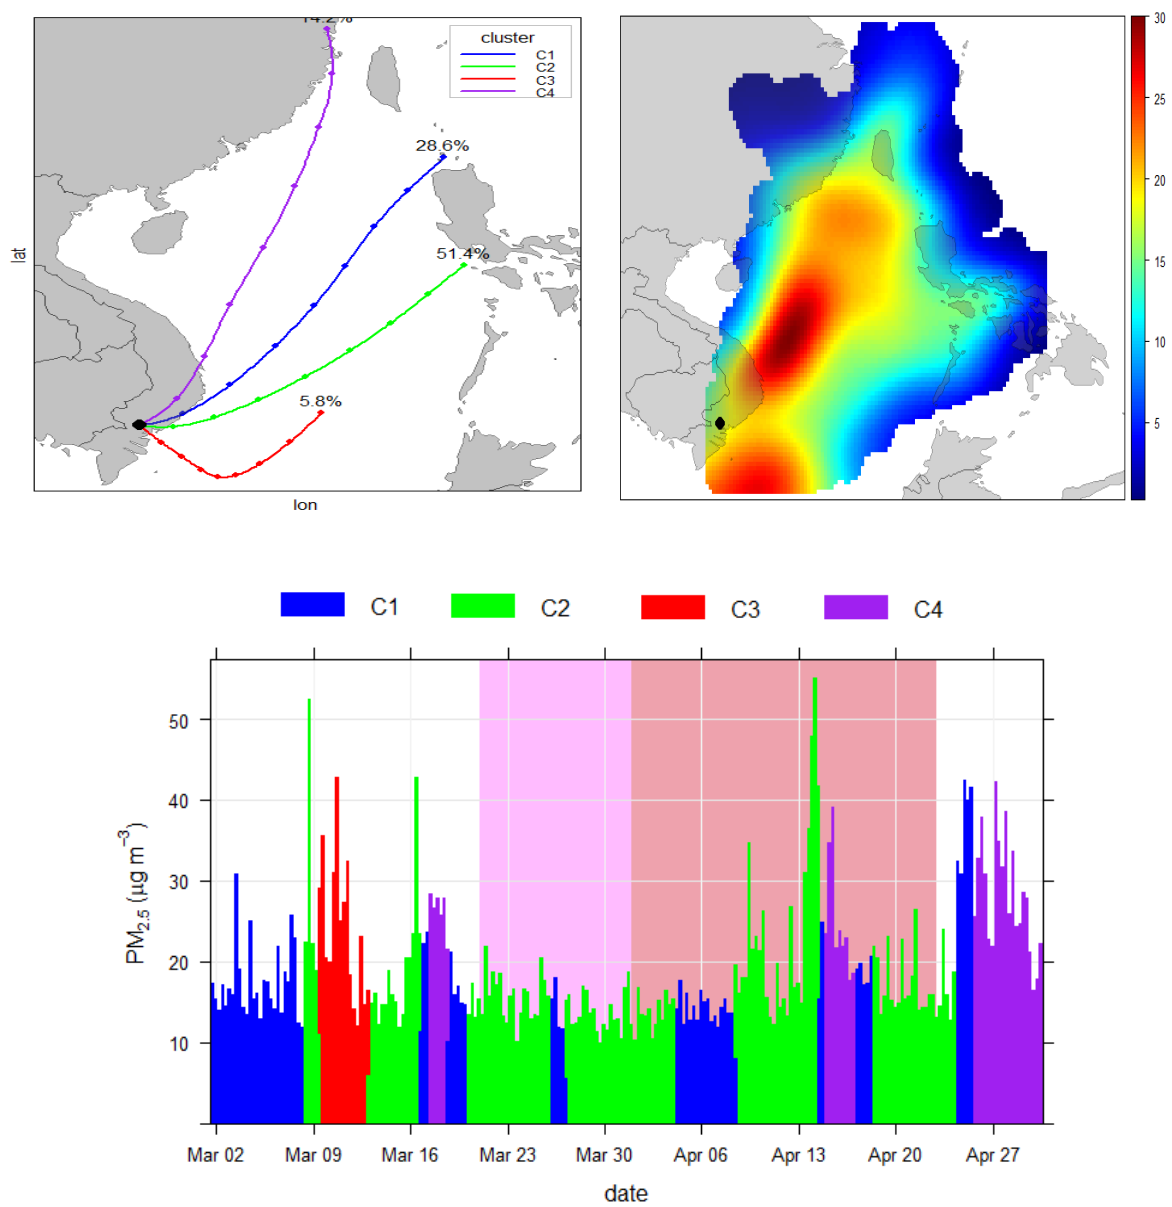 14.2%
cluster
C1
C2
C3
C4
28.6%
51.4%
5.8%
lat
lon
30
25
20
15
10
5
C1 C2 C3 C4
PM2.5 (µg m−3)
50
40
30
20
10
Mar 02 Mar 09 Mar 16 Mar 23 Mar 30 Apr 06 Apr 13 Apr 20 Apr 27
date